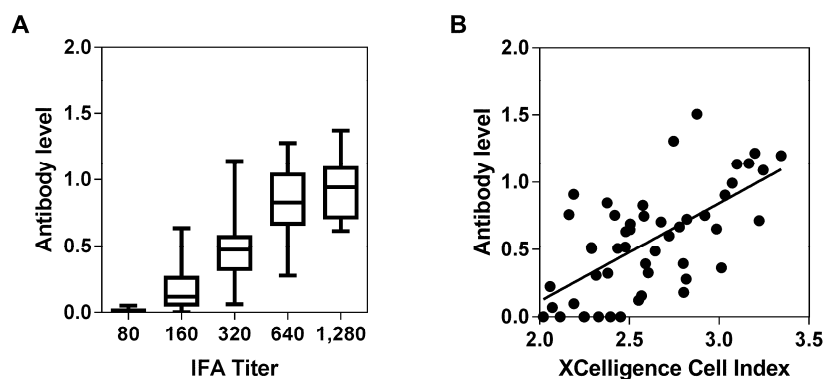 A
2.0
1.5
1.0
0.5
0.0
Antibody level
80 160 320 640 1,280
IFA Titer
B
2.0
1.5
1.0
0.5
0.0
Antibody level
2.0 2.5 3.0 3.5
XCelligence Cell Index